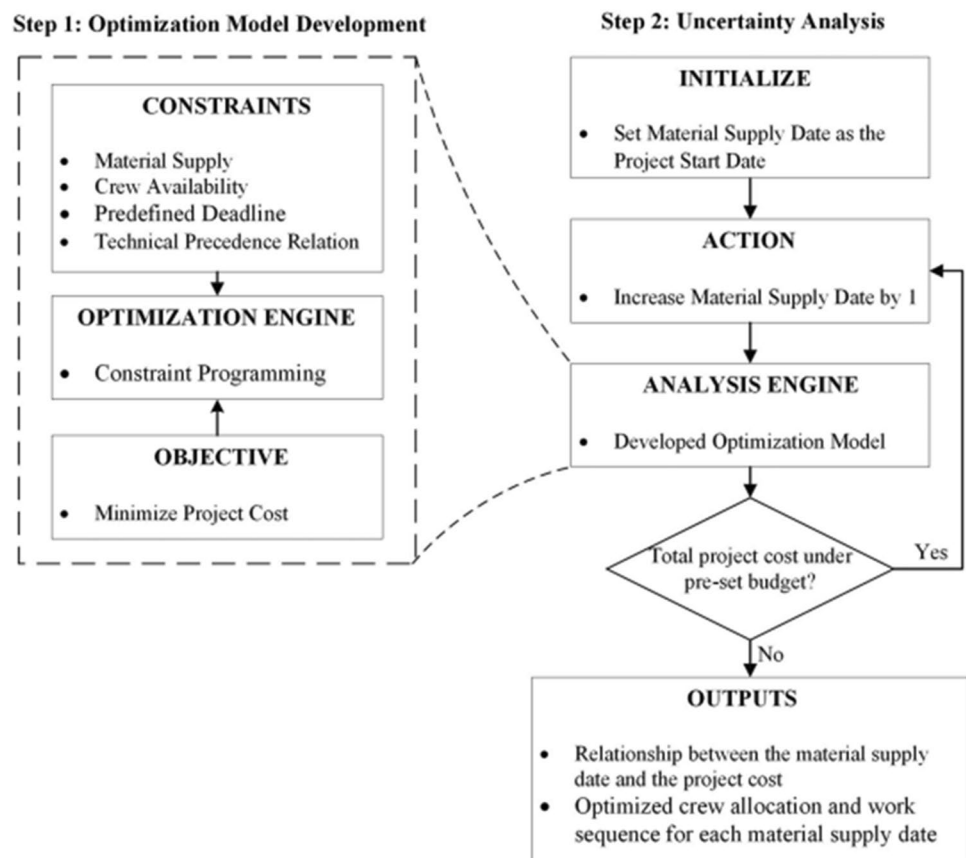 Step 1: Optimization Model Development
CONSTRAINTS
• Material Supply
• Crew Availability
• Predefined Deadline
• Technical Precedence Relation
OPTIMIZATION ENGINE
• Constraint Programming
OBJECTIVE
• Minimize Project Cost
Step 2: Uncertainty Analysis
INITIALIZE
• Set Material Supply Date as the
Project Start Date
ACTION
• Increase Material Supply Date by 1
ANALYSIS ENGINE
• Developed Optimization Model
Total project cost under
pre-set budget?
Yes
No
OUTPUTS
• Relationship between the material supply
date and the project cost
• Optimized crew allocation and work
sequence for each material supply date